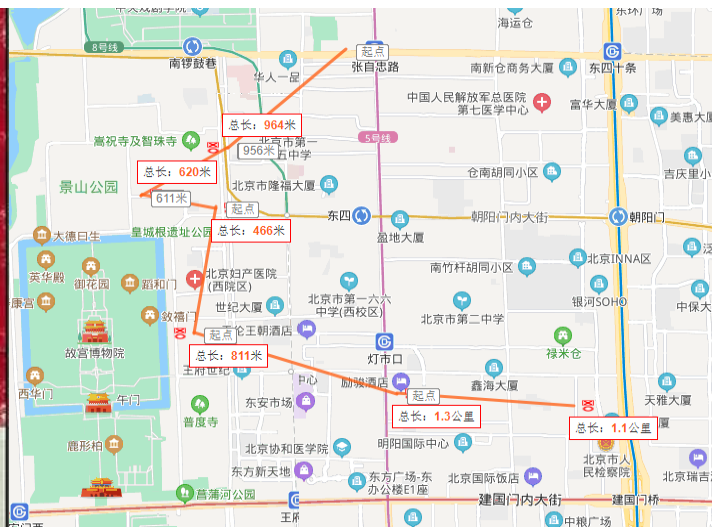 海运仓
东环广场
8号线
南锣鼓巷
起点
张自忠路
华人一品
南新仓商务大厦
东四十条
中国人民解放军总医院
第七医学中心
富华大厦
美惠大厦
总长：964米
嵩祝寺及智珠寺
956米
北京市第一
五中学
5号线
吉庆里小
总长：620米
仓南胡同小区
景山公园
611米
北京市隆福大厦
起点
东四
朝阳门内大街
朝阳门
皇城根遗址公园
总长：466米
盈地大厦
大德曰生
英华殿
御花园
蹈和门
北京妇产医院
(西院区)
南竹杆胡同小区
北京INNA区
康宫
敛禧门
世纪大厦
北京市第一六六
中学(西校区)
北京市第二中学
银河SOHO
中保大
起点
王伦王朝酒店
故宫博物院
总长：811米
灯市口
禄米仓
王府世纪
西华门
午门
中心
励骏酒店
起点
鑫海大厦
天雅大厦
普度寺
东安市场
总长：1.3公里
总长：1.1公里
厦
鹿形柏
北京协和医学院
明阳国际中心
北京市人
民检察院
东方新天地
东方广场-东
办公楼E1座
北京国际饭店
北京瑞吉
菖蒲河公园
王府
建国门内大街
建国门桥
中粮广场